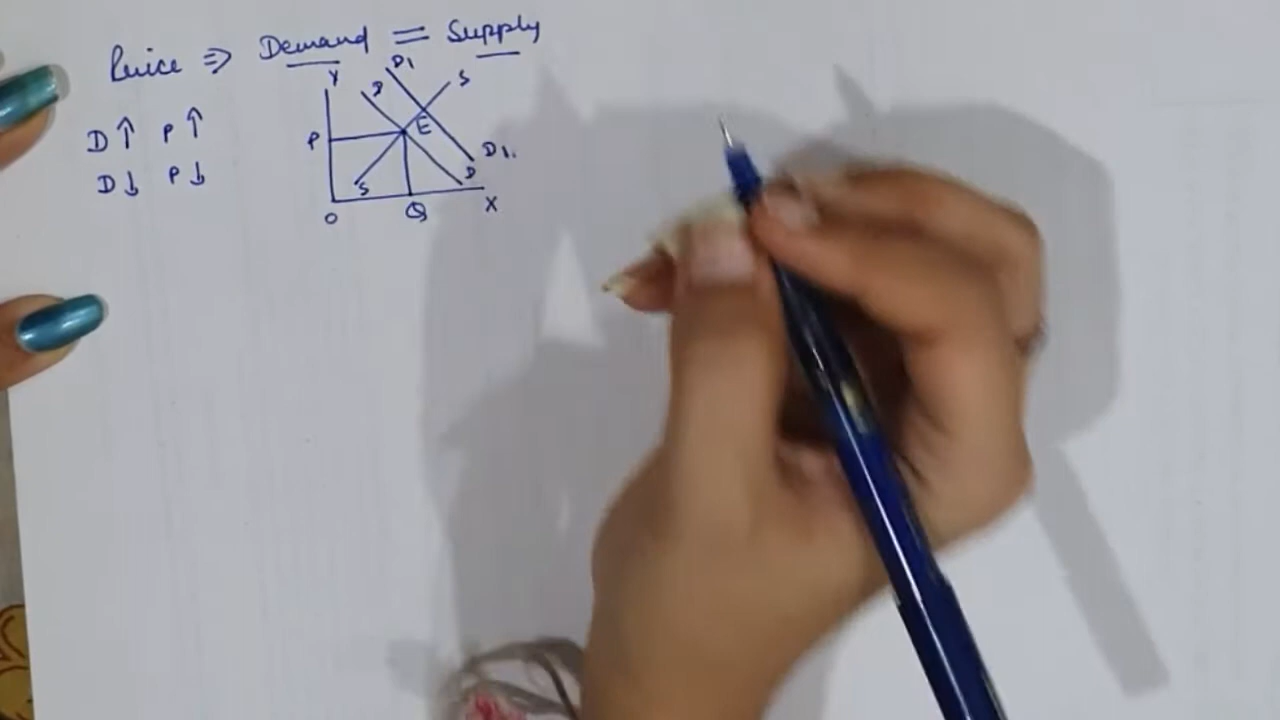 Price ⇒ Demand = Supply
D↑ P↑
D↓ P↓
Y D D1 S
P E
D1.
S D
O Q X